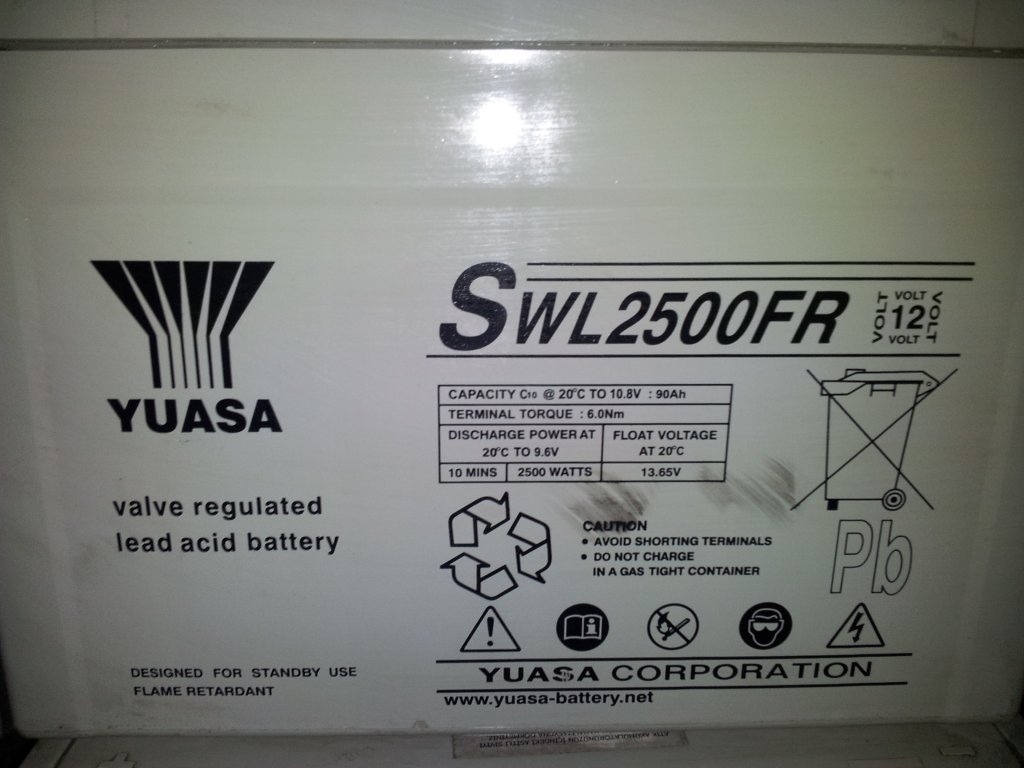 YUASA
valve regulated
lead acid battery
DESIGNED FOR STANDBY USE
FLAME RETARDANT
SWL2500FR
VOLT
VOLT 12 VOLT
VOLT
CAPACITY C10 @ 20°C TO 10.8V : 90Ah
TERMINAL TORQUE : 6.0Nm
DISCHARGE POWER AT 20°C TO 9.6V
FLOAT VOLTAGE AT 20°C
10 MINS 2500 WATTS 13.65V
CAUTION
• AVOID SHORTING TERMINALS
• DO NOT CHARGE
IN A GAS TIGHT CONTAINER
Pb
YUASA CORPORATION
www.yuasa-battery.net